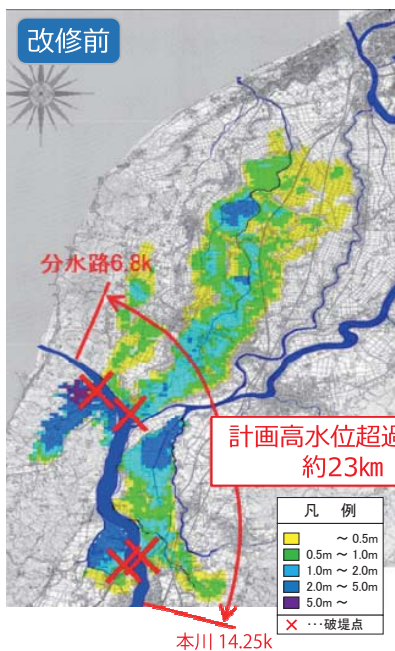 改修前
分水路6.8k
計画高水位超過
約23km
凡 例
～ 0.5m
0.5m ～ 1.0m
1.0m ～ 2.0m
2.0m ～ 5.0m
5.0m ～
…破堤点
本川 14.25k